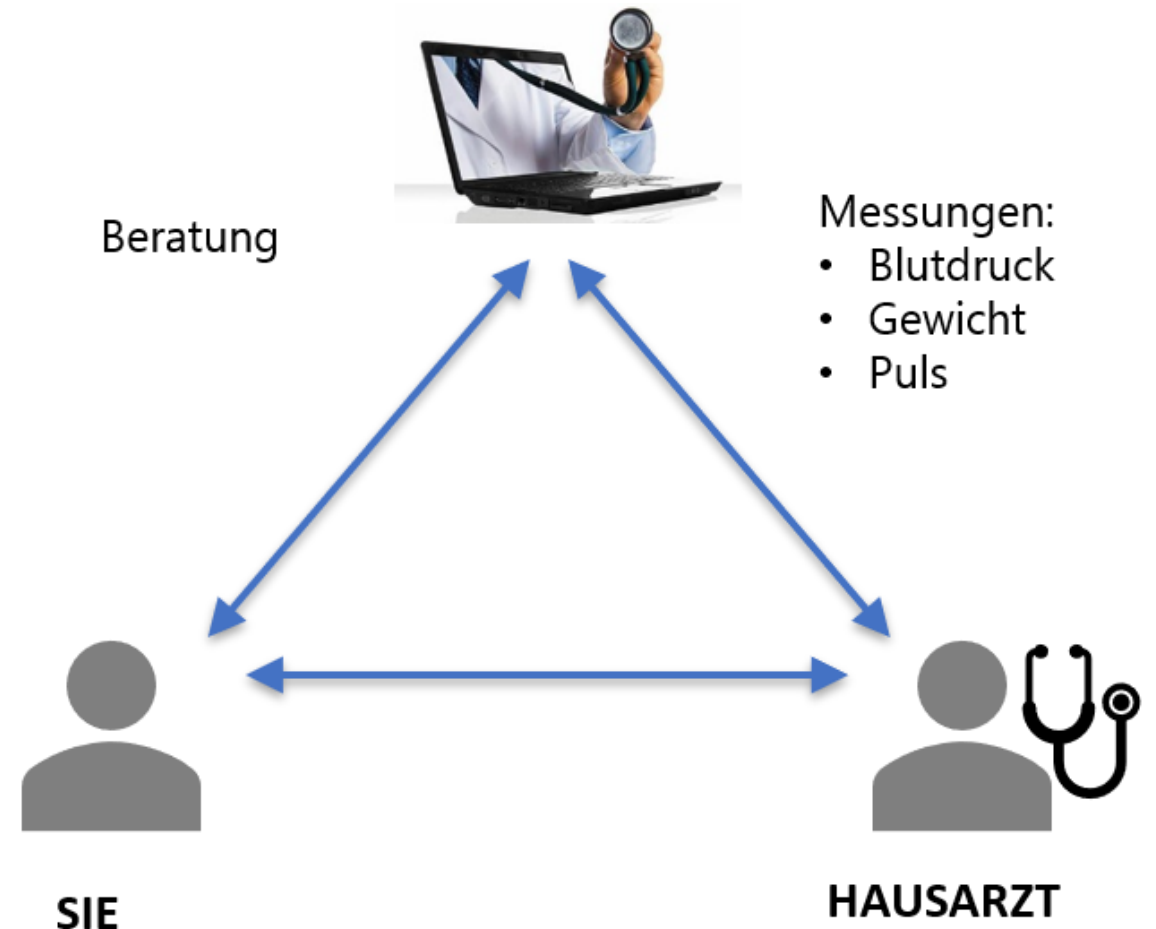 Beratung
Messungen:
• Blutdruck
• Gewicht
• Puls
SIE
HAUSARZT